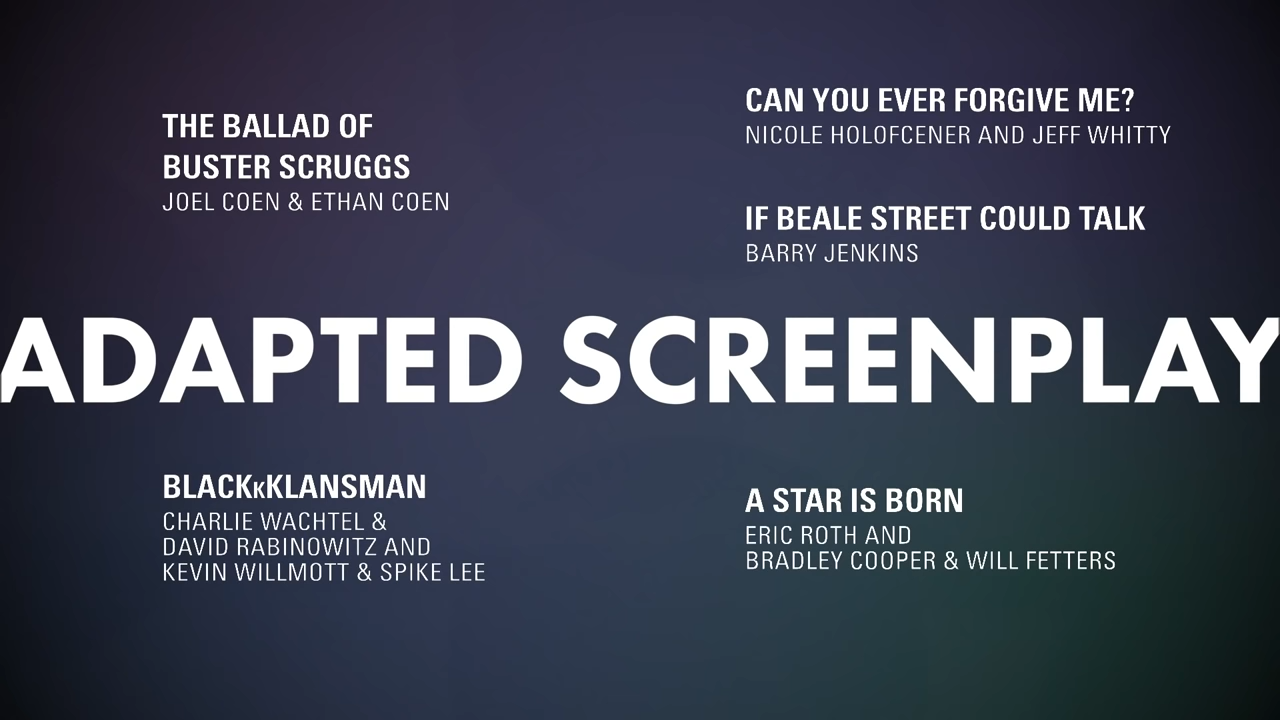 THE BALLAD OF
BUSTER SCRUGGS
JOEL COEN & ETHAN COEN
CAN YOU EVER FORGIVE ME?
NICOLE HOLOFCENER AND JEFF WHITTY
IF BEALE STREET COULD TALK
BARRY JENKINS
ADAPTED SCREENPLAY
BLACKKKLANSMAN
CHARLIE WACHTEL &
DAVID RABINOWITZ AND
KEVIN WILLMOTT & SPIKE LEE
A STAR IS BORN
ERIC ROTH AND
BRADLEY COOPER & WILL FETTERS